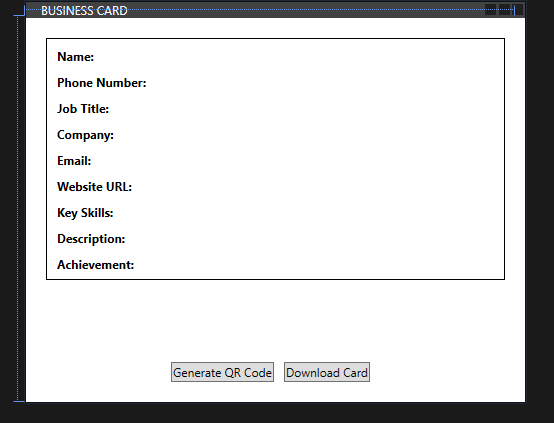 BUSINESS CARD
Name:
Phone Number:
Job Title:
Company:
Email:
Website URL:
Key Skills:
Description:
Achievement:
Generate QR Code Download Card